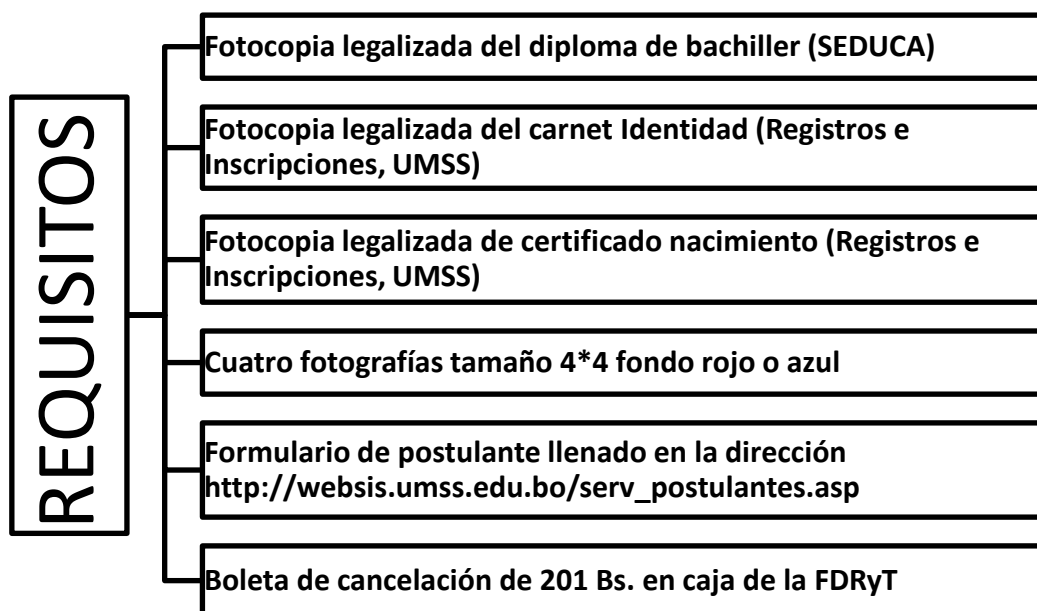 REQUISITOS
Fotocopia legalizada del diploma de bachiller (SEDUCA)
Fotocopia legalizada del carnet Identidad (Registros e
Inscripciones, UMSS)
Fotocopia legalizada de certificado nacimiento (Registros e
Inscripciones, UMSS)
Cuatro fotografías tamaño 4*4 fondo rojo o azul
Formulario de postulante llenado en la dirección
http://websis.umss.edu.bo/serv_postulantes.asp
Boleta de cancelación de 201 Bs. en caja de la FDRyT